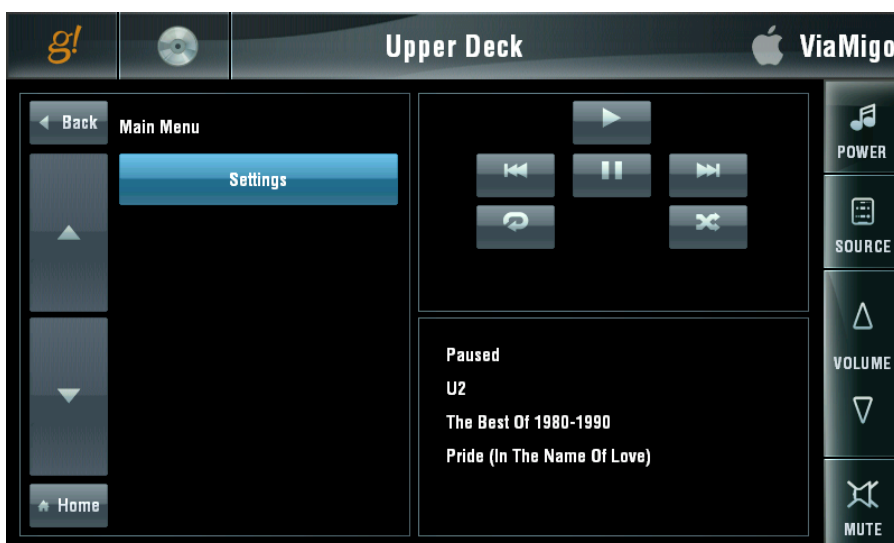 g!
Upper Deck
ViaMigo
Back
Main Menu
Settings
Home
Paused
U2
The Best Of 1980-1990
Pride (In The Name Of Love)
POWER
SOURCE
VOLUME
MUTE